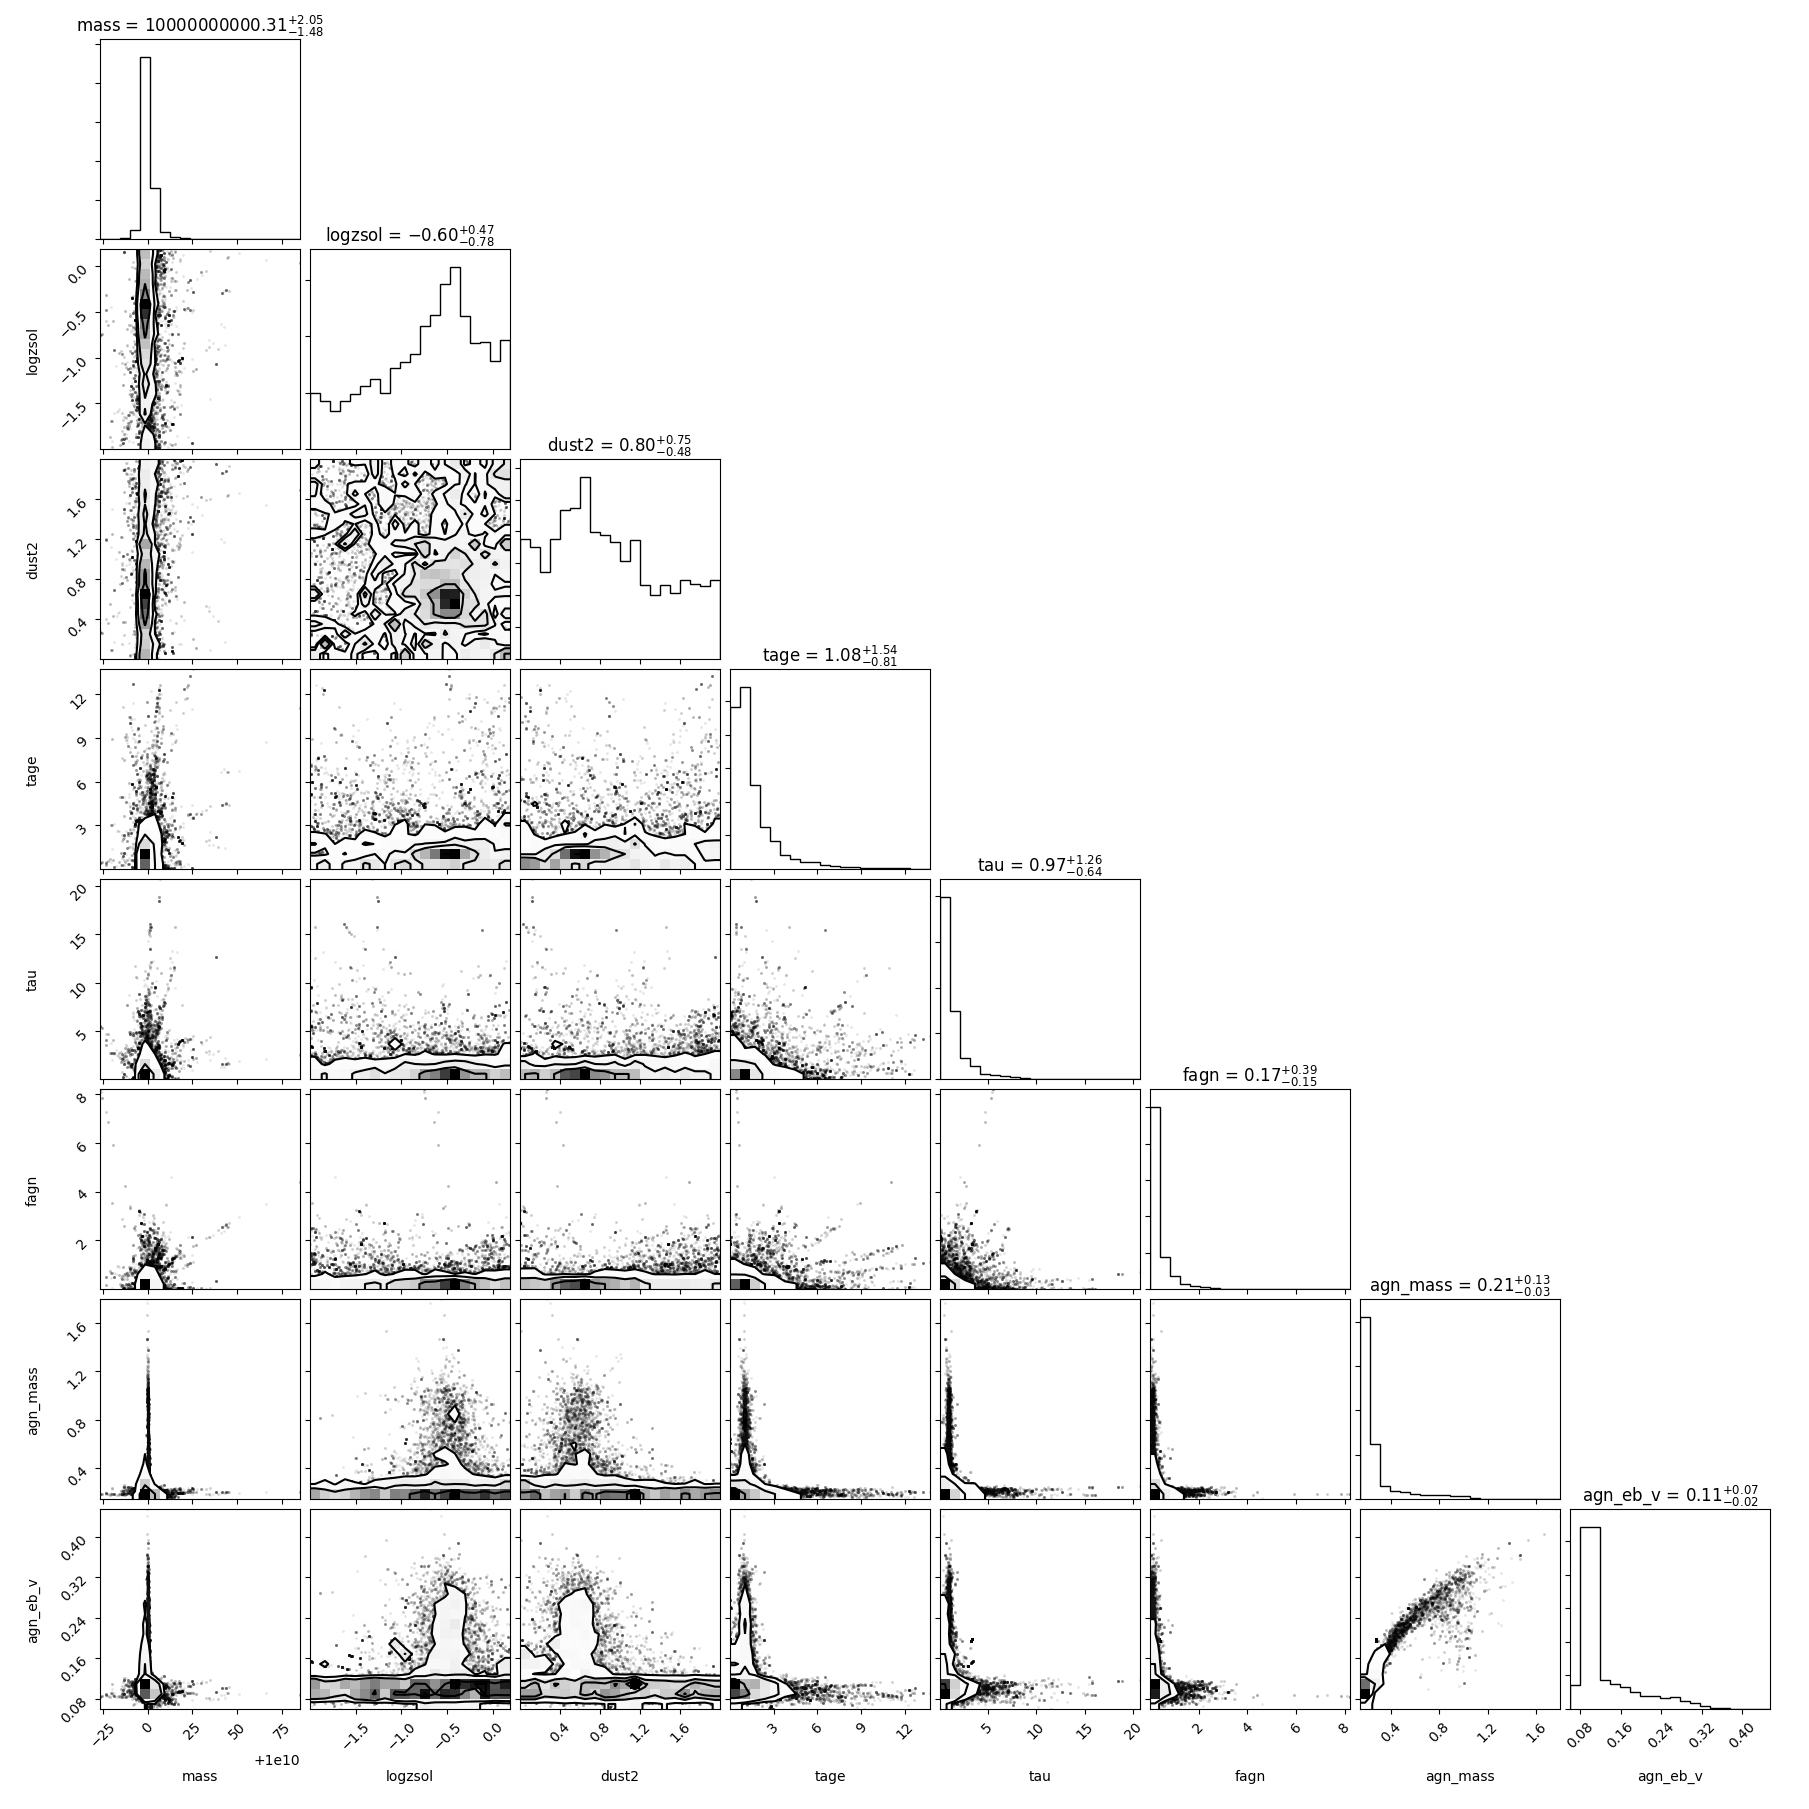 mass = 10000000000.31+2.05−1.48
logzsol = −0.60+0.47−0.78
0.0
−0.5
−1.0
−1.5
logzsol
dust2 = 0.80+0.75−0.48
1.6
1.2
0.8
0.4
dust2
tage = 1.08+1.54−0.81
12
9
6
3
tage
tau = 0.97+1.26−0.64
20
15
10
5
tau
fagn = 0.17+0.39−0.15
8
6
4
2
fagn
agn_mass = 0.21+0.13−0.03
1.6
1.2
0.8
0.4
agn_mass
agn_eb_v = 0.11+0.07−0.02
0.40
0.32
0.24
0.16
0.08
agn_eb_v
−25 0 25 50 75 −1.5 −1.0 −0.5 0.0 0.4 0.8 1.2 1.6 3 6 9 12 5 10 15 20 2 4 6 8 0.4 0.8 1.2 1.6 0.08 0.16 0.24 0.32 0.40
+1e10
mass logzsol dust2 tage tau fagn agn_mass agn_eb_v